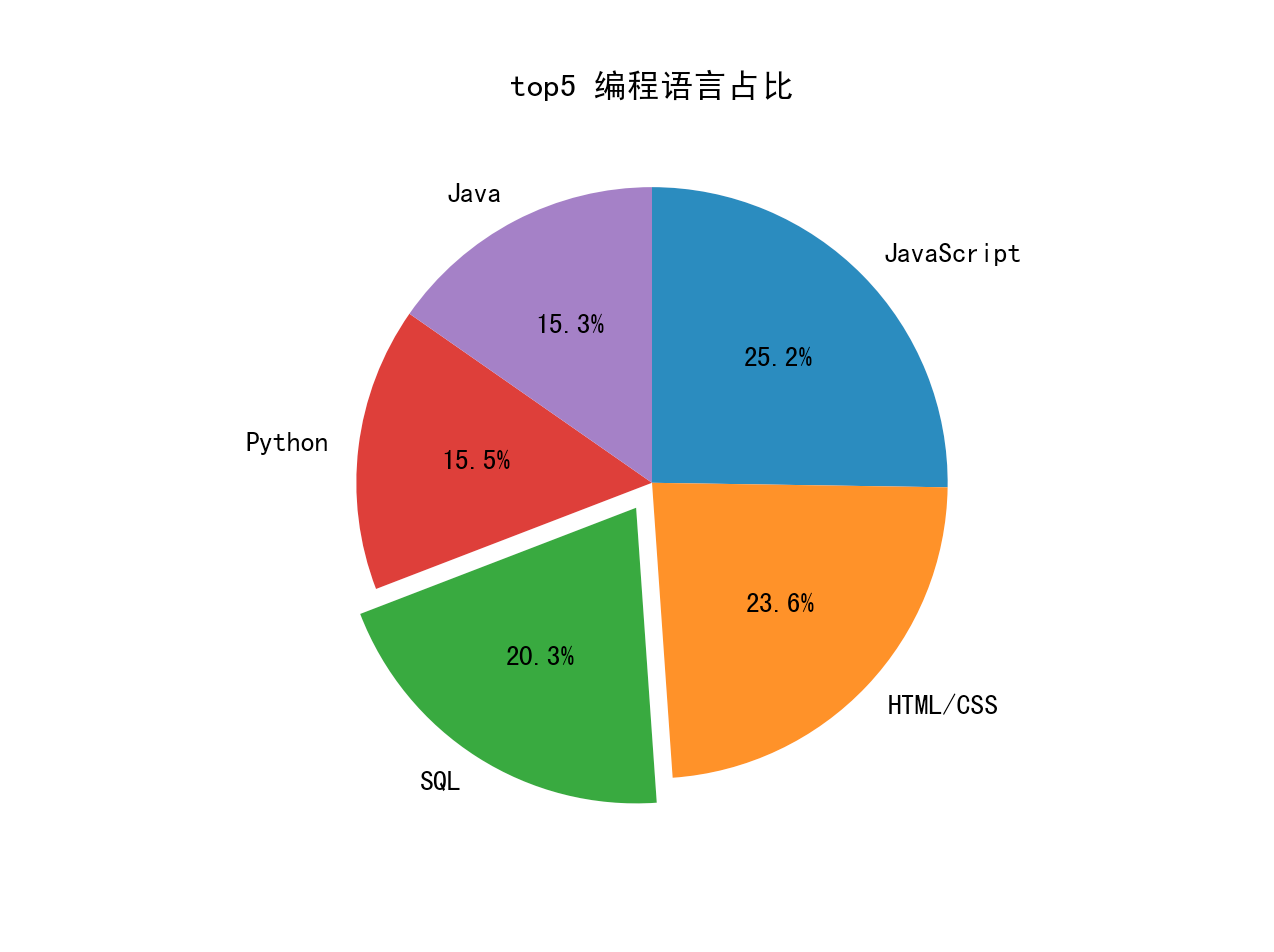 top5 编程语言占比
Java
JavaScript
15.3%
25.2%
Python
15.5%
23.6%
20.3%
HTML/CSS
SQL